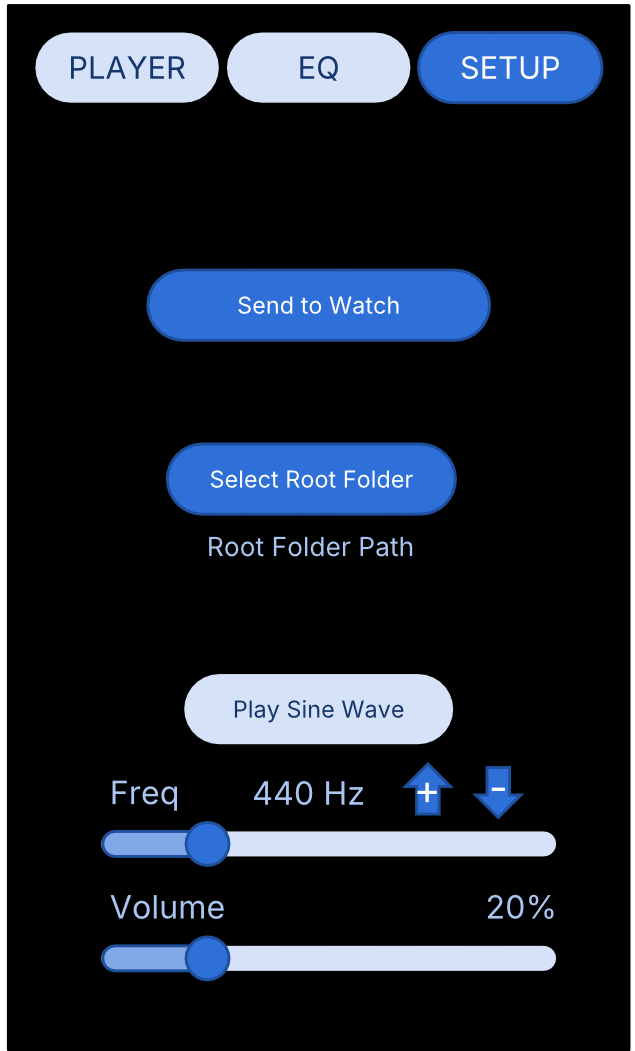 PLAYER EQ SETUP
Send to Watch
Select Root Folder
Root Folder Path
Play Sine Wave
Freq 440 Hz + -
Volume 20%